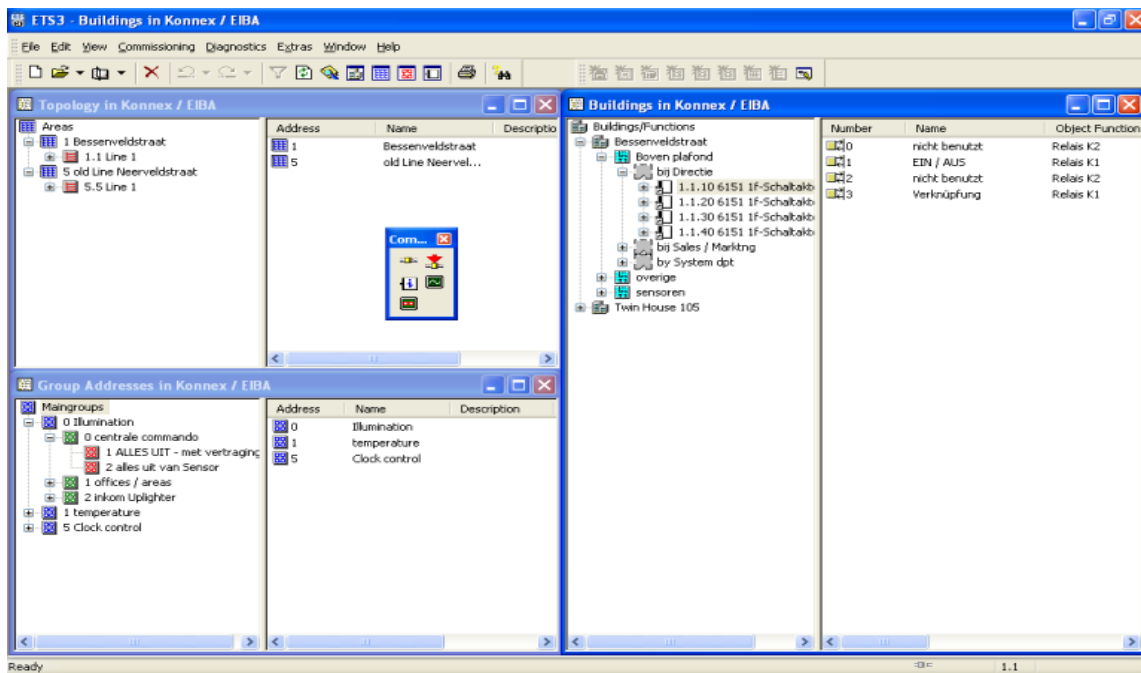 ETS3 - Buildings in Konnex / EIBA
File Edit View Commissioning Diagnostics Extras Window Help
Topology in Konnex / EIBA
Areas
1 Bessenveldstraat
1.1 Line 1
5 old Line Neerveldstraat
5.5 Line 1
Address Name Descriptio
1 Bessenveldstraat
5 old Line Neervel...
Com...
Group Addresses in Konnex / EIBA
Maingroups
0 Illumination
0 centrale commando
1 ALLES UIT - met vertraging
2 alles uit van Sensor
1 offices / areas
2 inkom Uplighter
1 temperature
5 Clock control
Address Name Description
0 Illumination
1 temperature
5 Clock control
Buildings in Konnex / EIBA
Buildings/Functions
Bessenveldstraat
Boven plafond
bij Directie
1.1.10 6151 1f-Schaltakt
1.1.20 6151 1f-Schaltakt
1.1.30 6151 1f-Schaltakt
1.1.40 6151 1f-Schaltakt
bij Sales / Marktng
by System dpt
overige
sensoren
Twin House 105
Number Name Object Function
0 nicht benutzt Relais K2
1 EIN / AUS Relais K1
2 nicht benutzt Relais K2
3 Verknüpfung Relais K1
Ready 1.1